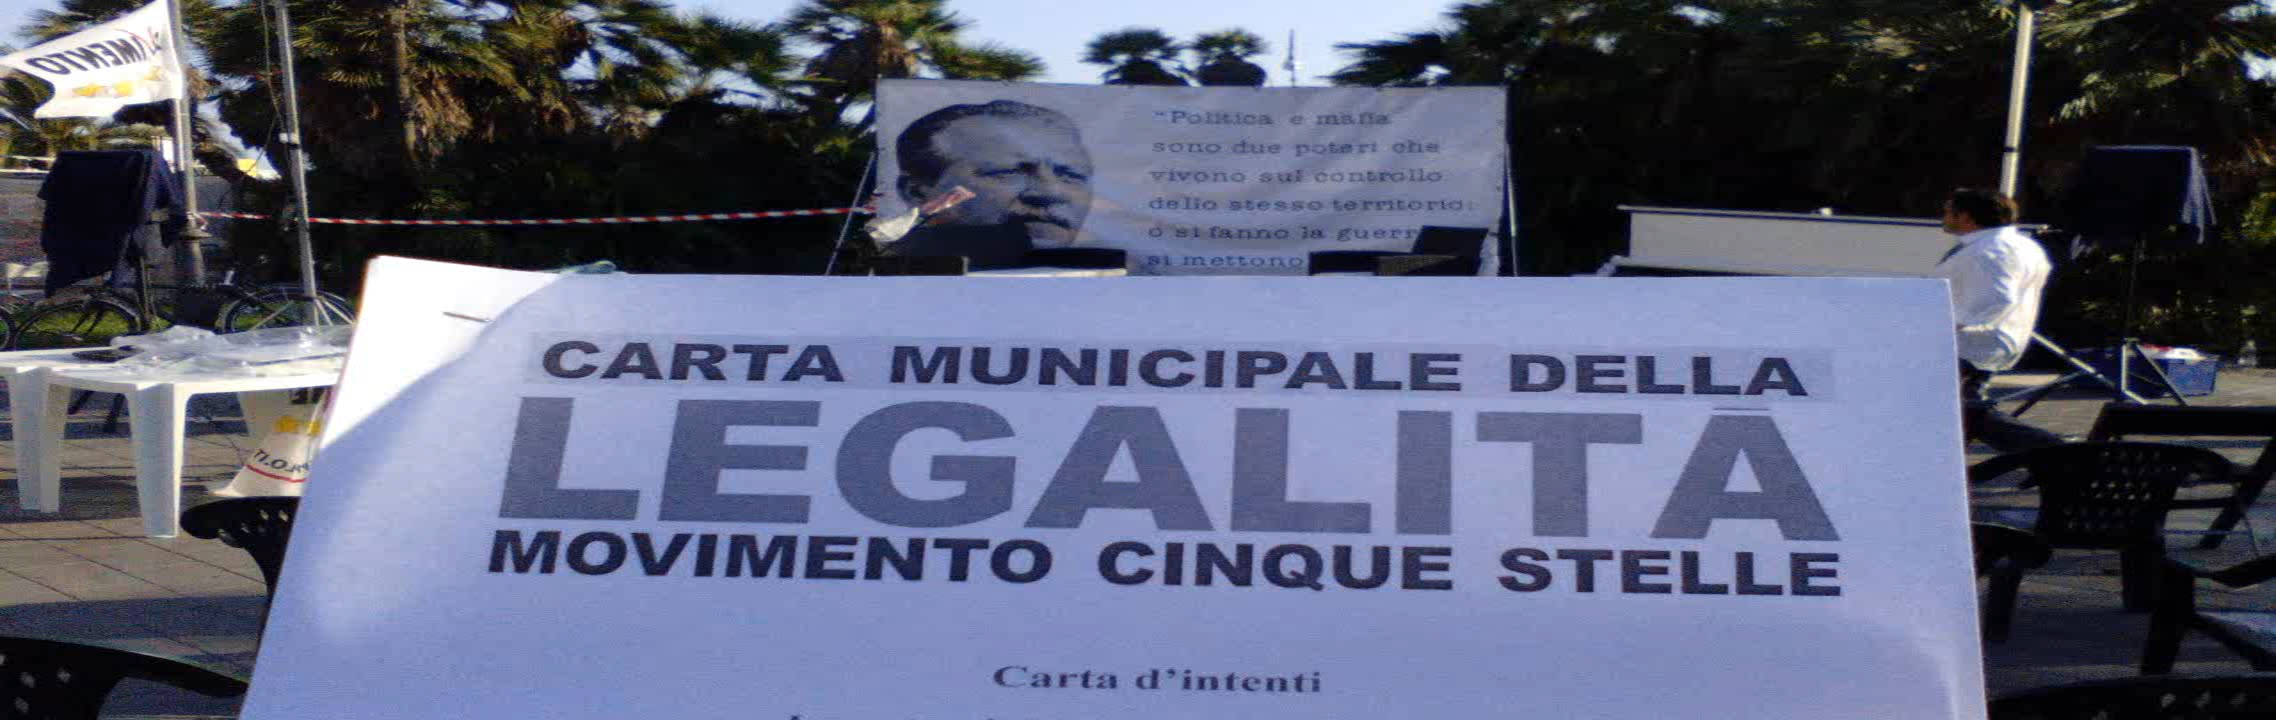 "Politica e mafia
sono due poteri che
vivono sul controllo
dello stesso territorio:
o si fanno la guerr
si mettono
CARTA MUNICIPALE DELLA
LEGALITÀ
MOVIMENTO CINQUE STELLE
Carta d'intenti